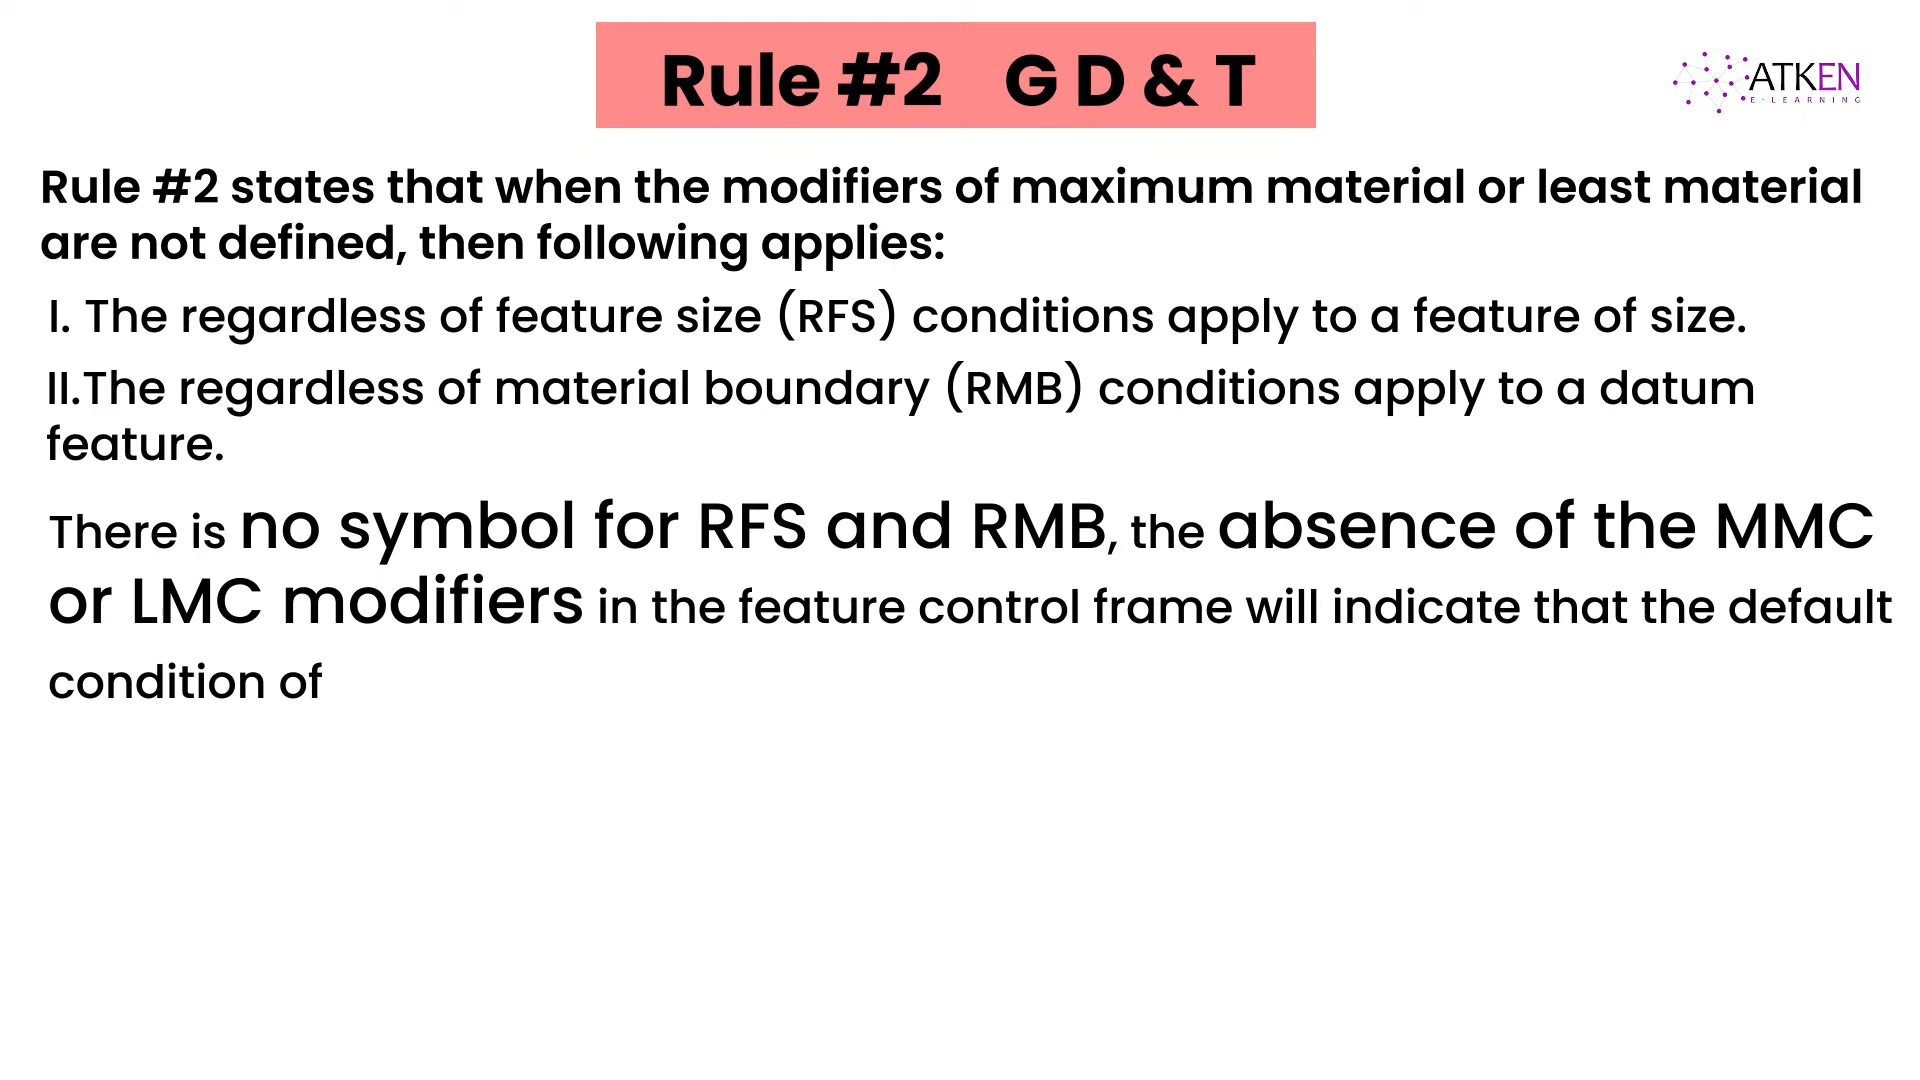 Rule #2 G D & T
ATKEN
E-LEARNING
Rule #2 states that when the modifiers of maximum material or least material
are not defined, then following applies:
I. The regardless of feature size (RFS) conditions apply to a feature of size.
II.The regardless of material boundary (RMB) conditions apply to a datum
feature.
There is no symbol for RFS and RMB, the absence of the MMC
or LMC modifiers in the feature control frame will indicate that the default
condition of